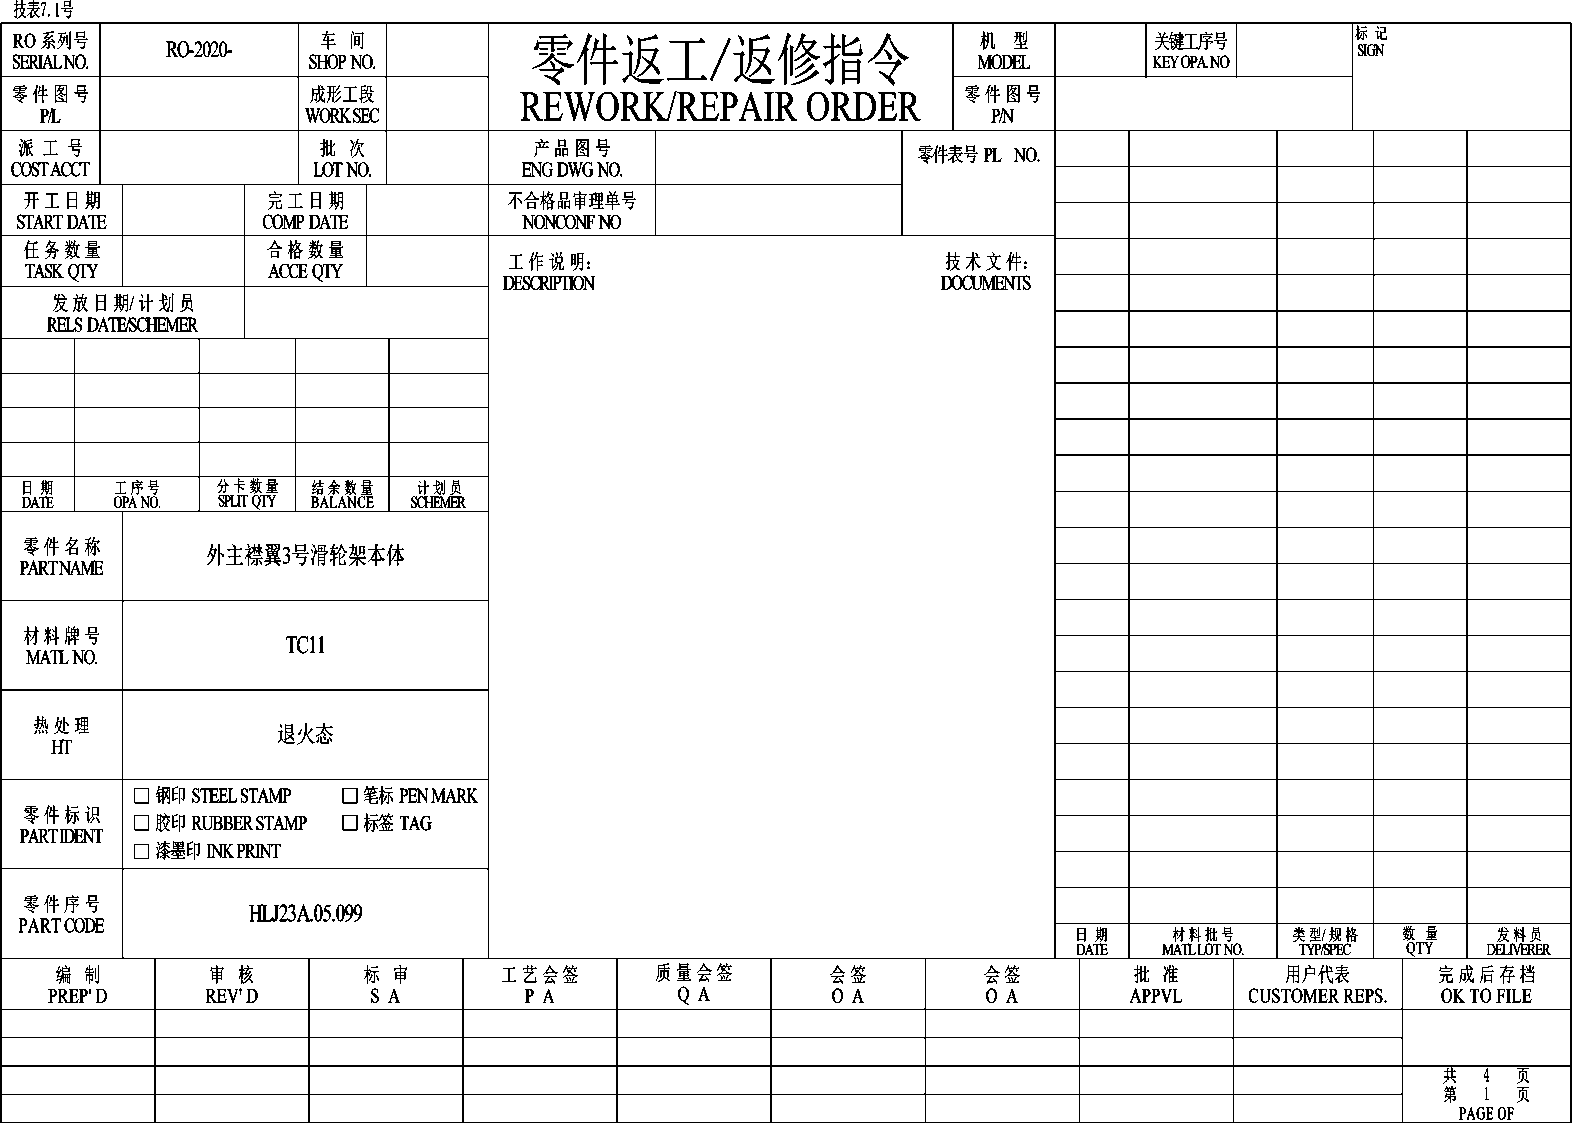 技表7.1号
RO 系列号
SERIAL NO.
RO-2020-
车 间
SHOP NO.
零件返工/返修指令
REWORK/REPAIR ORDER
机 型
MODEL
关键工序号
KEY OPA. NO
标 记
SIGN
零 件 图 号
P/L
成形工段
WORK SEC
零 件 图 号
P/N
派 工 号
COST ACCT
批 次
LOT NO.
产 品 图 号
ENG DWG NO.
零件表号 PL NO.
开 工 日 期
START DATE
完 工 日 期
COMP DATE
不合格品审理单号
NONCONF NO
任 务 数 量
TASK QTY
合 格 数 量
ACCE QTY
工 作 说 明:
DESCRIPTION
技 术 文 件:
DOCUMENTS
发 放 日 期/ 计 划 员
RELS DATE/SCHEMER
日 期
DATE
工 序 号
OPA NO.
分 卡 数 量
SPLIT QTY
结 余 数 量
BALANCE
计 划 员
SCHEMER
零 件 名 称
PART NAME
外主襟翼3号滑轮架本体
材 料 牌 号
MATL NO.
TC11
热 处 理
HT
退火态
零 件 标 识
PART IDENT
□ 钢印 STEEL STAMP □ 笔标 PEN MARK
□ 胶印 RUBBER STAMP □ 标签 TAG
□ 漆墨印 INK PRINT
零 件 序 号
PART CODE
HLJ23A.05.099
日 期
DATE
材 料 批 号
MATL LOT NO.
类 型/ 规 格
TYP/SPEC
数 量
QTY
发 料 员
DELIVERER
编 制
PREP' D
审 核
REV' D
标 审
S A
工 艺 会 签
P A
质 量 会 签
Q A
会 签
O A
会 签
O A
批 准
APPVL
用户代表
CUSTOMER REPS.
完 成 后 存 档
OK TO FILE
共 4 页
第 1 页
PAGE OF